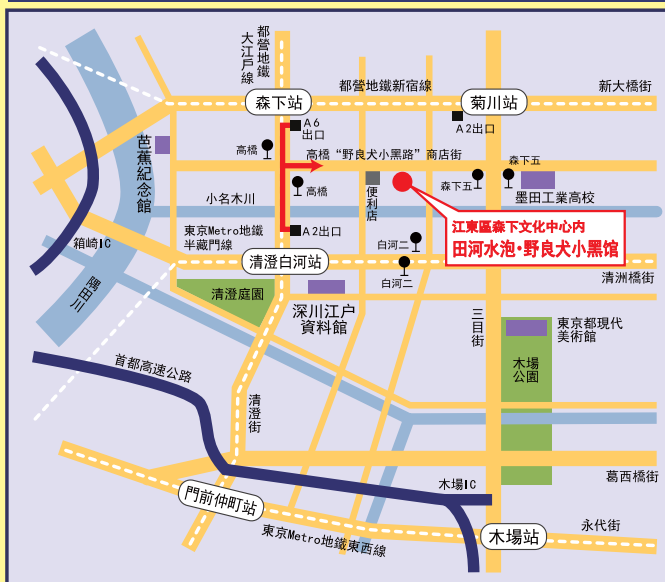 都營地鐵
大江戸線
都營地鐵新宿線
新大橋街
森下站
菊川站
A6
出口
A2出口
高橋
高橋“野良犬小黑路”商店街
森下五
芭蕉紀念館
高橋
便利店
森下五
墨田工業高校
小名木川
江東區森下文化中心内
田河水泡·野良犬小黑馆
東京Metro地鐵
半藏門線
A2出口
白河二
箱崎IC
清澄白河站
白河二
清洲橋街
隅田川
清澄庭園
深川江户
資料館
三目街
東京都現代
美術館
木場
公園
首都高速公路
清澄街
葛西橋街
門前仲町站
木場IC
東京Metro地鐵東西線
木場站
永代街